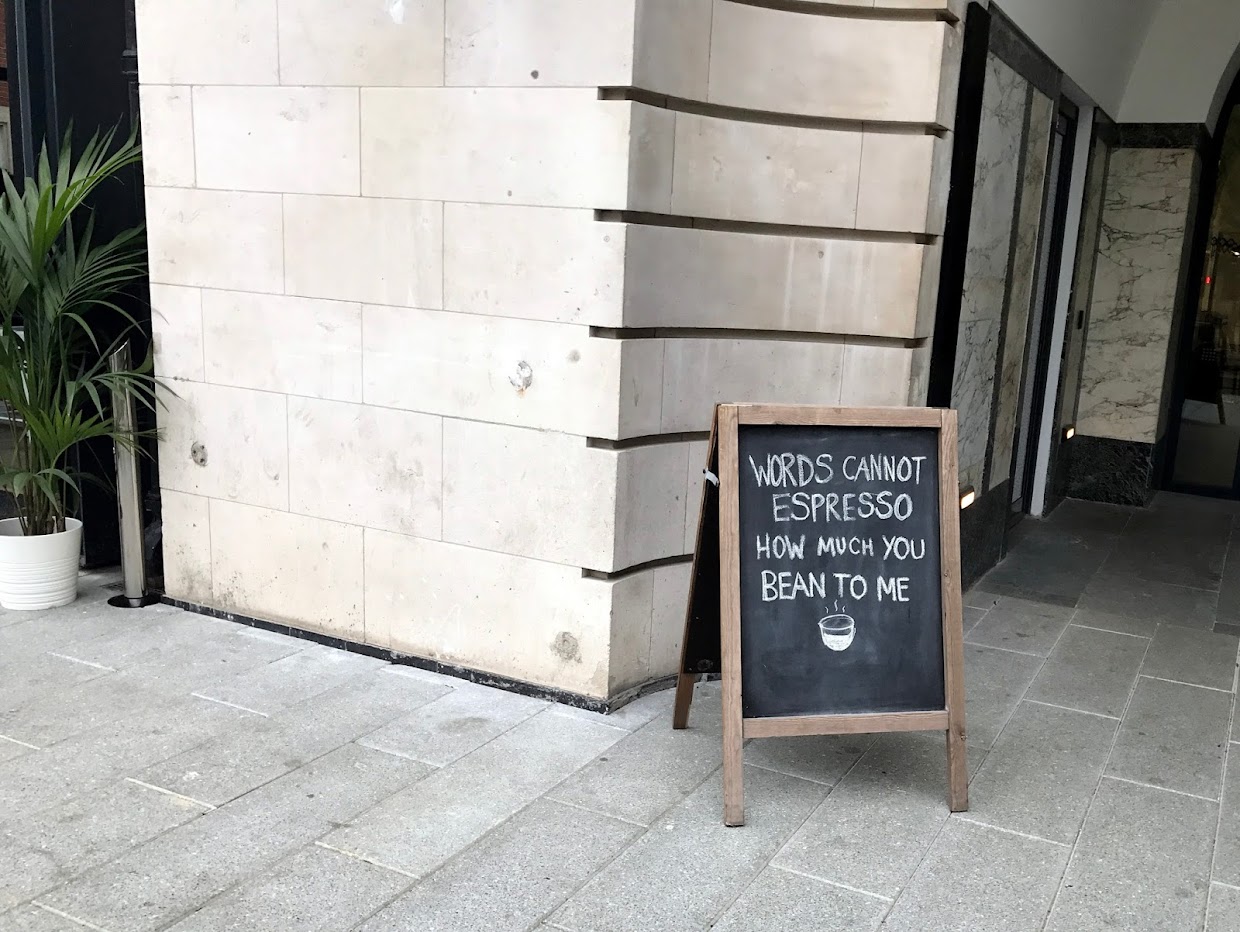 WORDS CANNOT
ESPRESSO
HOW MUCH YOU
BEAN TO ME